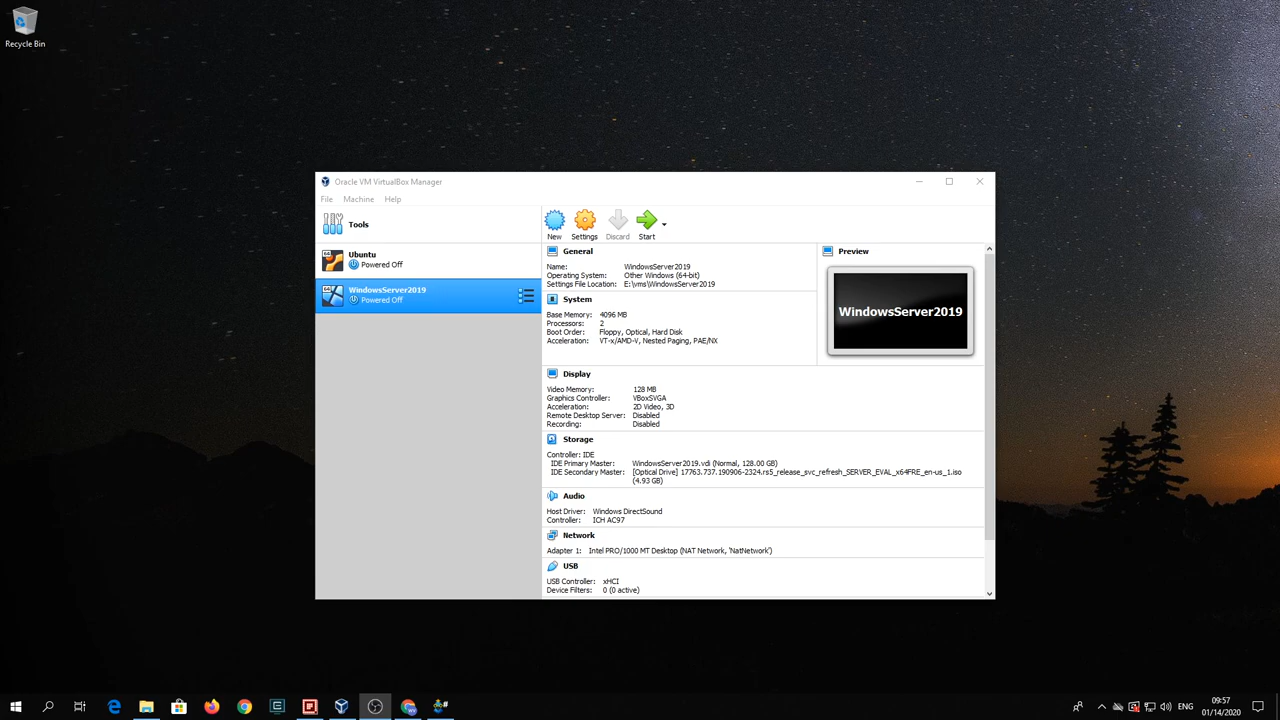 Recycle Bin
Oracle VM VirtualBox Manager
File Machine Help
Tools
New Settings Discard Start
Ubuntu
Powered Off
WindowsServer2019
Powered Off
General
Name: WindowsServer2019
Operating System: Other Windows (64-bit)
Settings File Location: E:\vms\WindowsServer2019
System
Base Memory: 4096 MB
Processors: 2
Boot Order: Floppy, Optical, Hard Disk
Acceleration: VT-x/AMD-V, Nested Paging, PAE/NX
Preview
WindowsServer2019
Display
Video Memory: 128 MB
Graphics Controller: VBoxSVGA
Acceleration: 2D Video, 3D
Remote Desktop Server: Disabled
Recording: Disabled
Storage
Controller: IDE
IDE Primary Master: WindowsServer2019.vdi (Normal, 128.00 GB)
IDE Secondary Master: [Optical Drive] 17763.737.190906-2324.rs5_release_svc_refresh_SERVER_EVAL_x64FRE_en-us_1.iso
(4.93 GB)
Audio
Host Driver: Windows DirectSound
Controller: ICH AC97
Network
Adapter 1: Intel PRO/1000 MT Desktop (NAT Network, 'NatNetwork')
USB
USB Controller: xHCI
Device Filters: 0 (0 active)
ENG
09:57
01/14/2020